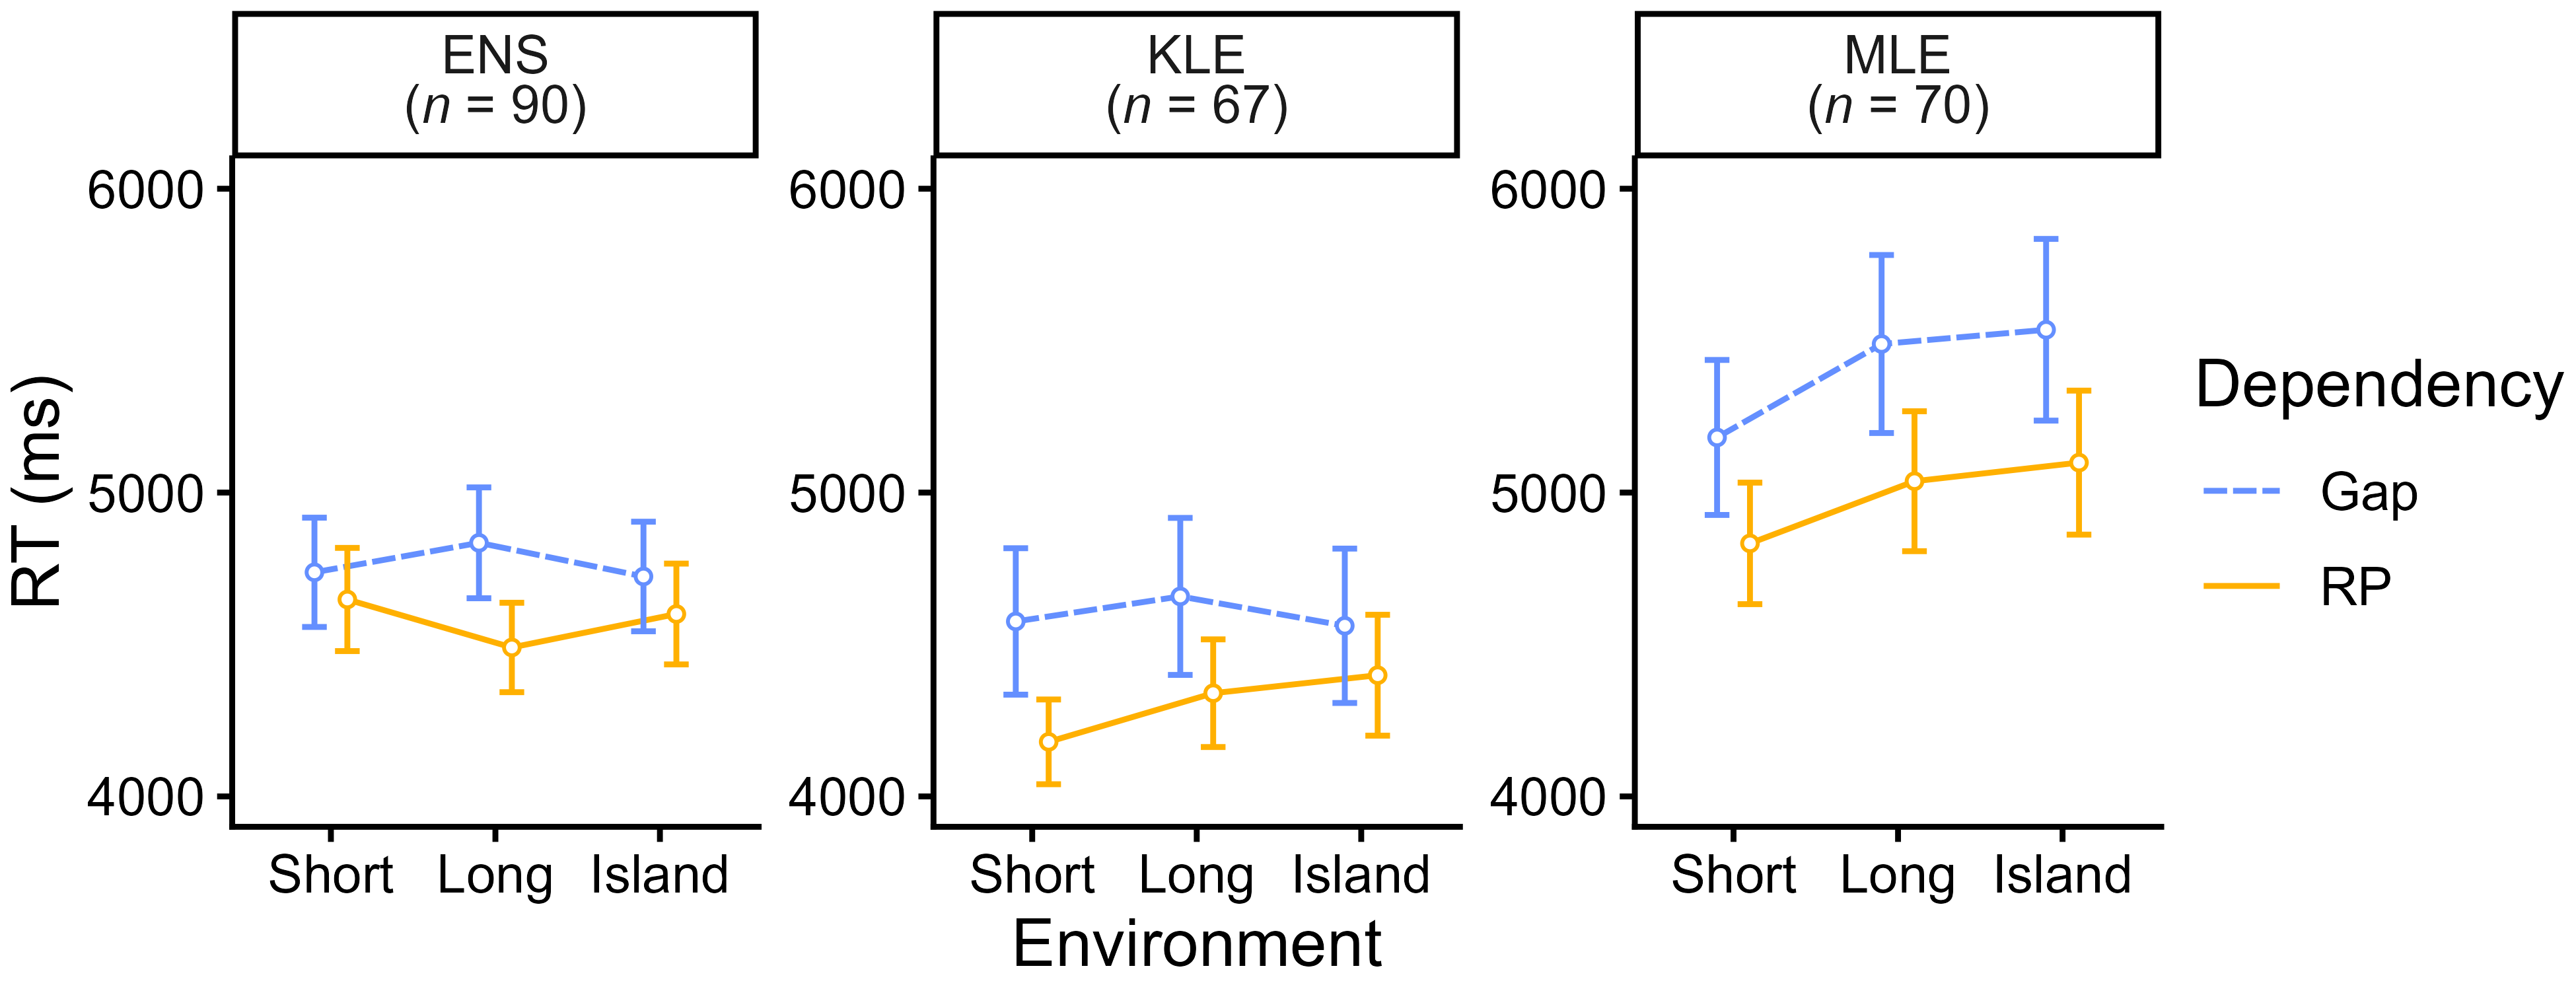 ENS
(n = 90)
KLE
(n = 67)
MLE
(n = 70)
RT (ms)
6000
5000
4000
6000
5000
4000
6000
5000
4000
Short Long Island
Short Long Island
Short Long Island
Environment
Dependency
Gap
RP